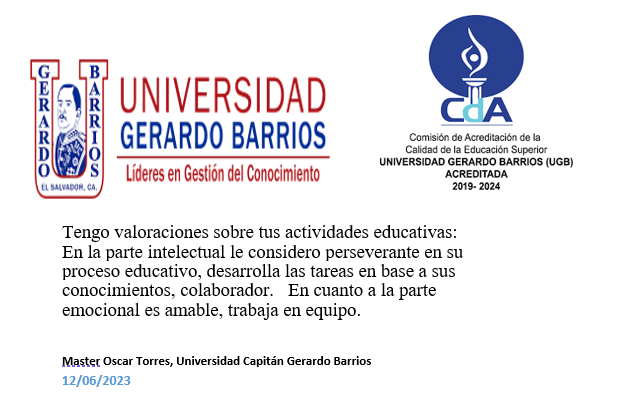 GERARDO
BARRIOS
EL SALVADOR, CA.
UNIVERSIDAD
GERARDO BARRIOS
Líderes en Gestión del Conocimiento
CdA
Comisión de Acreditación de la
Calidad de la Educación Superior
UNIVERSIDAD GERARDO BARRIOS (UGB)
ACREDITADA
2019- 2024
Tengo valoraciones sobre tus actividades educativas:
En la parte intelectual le considero perseverante en su
proceso educativo, desarrolla las tareas en base a sus
conocimientos, colaborador. En cuanto a la parte
emocional es amable, trabaja en equipo.
Master Oscar Torres, Universidad Capitán Gerardo Barrios
12/06/2023